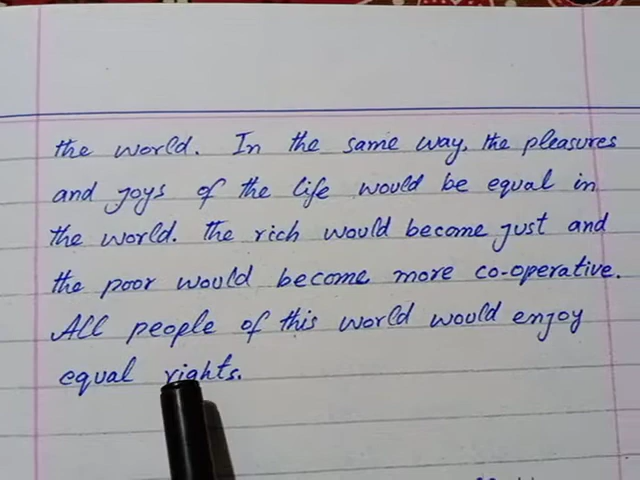 the world. In the same way, the pleasures
and joys of the life would be equal in
the world. The rich would become just and
the poor would become more co-operative.
All people of this world would enjoy
equal rights.